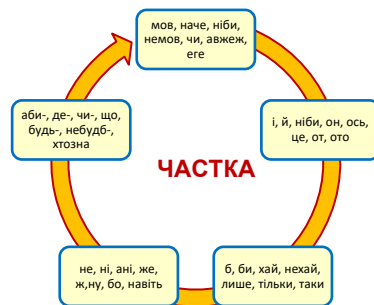 мов, наче, ніби,
немов, чи, авжеж,
еге
і, й, ніби, он, ось,
це, от, ото
б, би, хай, нехай,
лише, тільки, таки
не, ні, ані, же,
ж,ну, бо, навіть
аби-, де-, чи-, що,
будь-, небудб-,
хтозна
ЧАСТКА